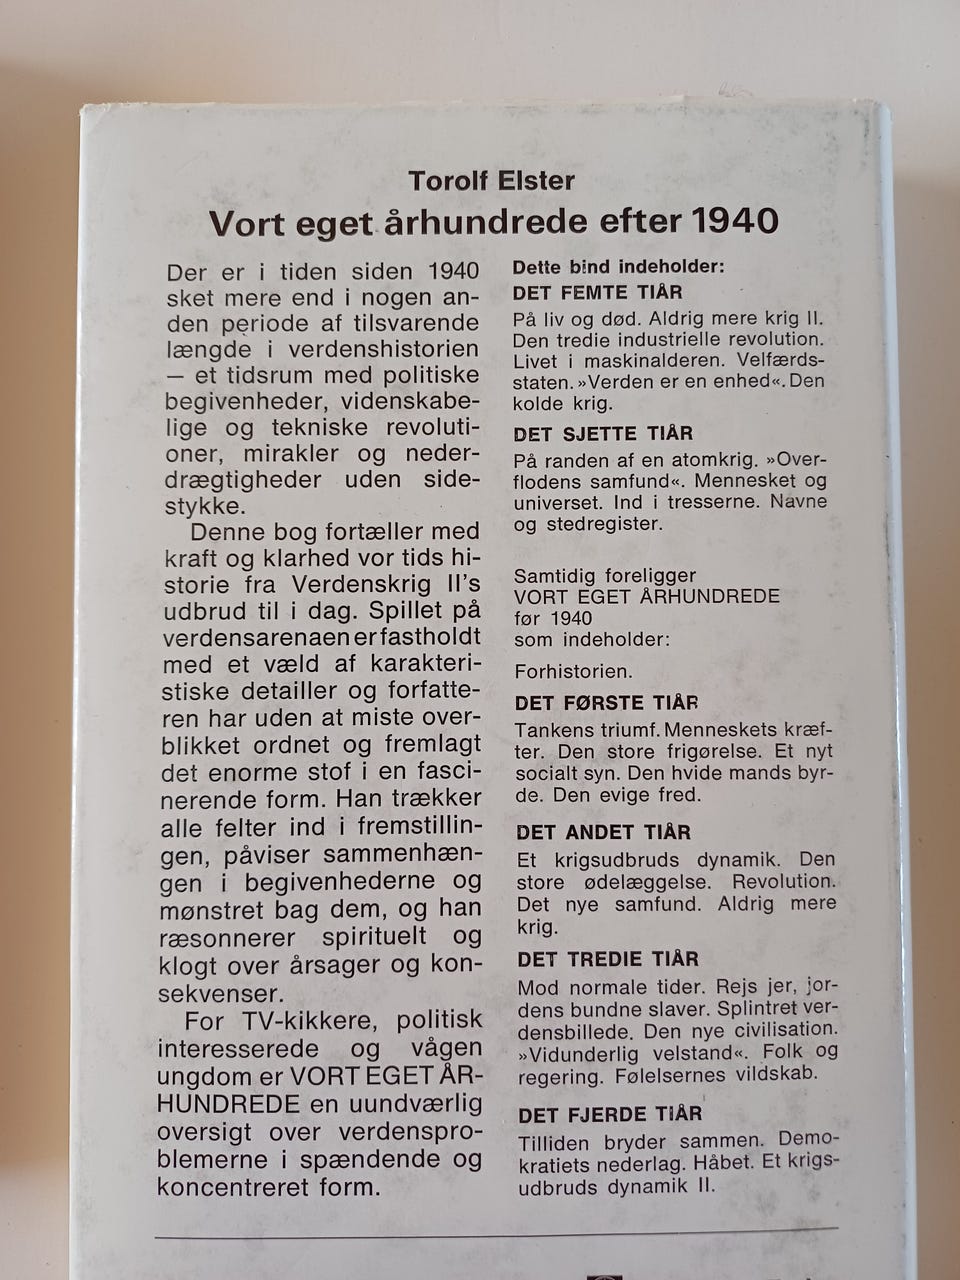 Torolf Elster
Vort eget århundrede efter 1940
Der er i tiden siden 1940
sket mere end i nogen an-
den periode af tilsvarende
længde i verdenshistorien
— et tidsrum med politiske
begivenheder, videnskabe-
lige og tekniske revoluti-
oner, mirakler og neder-
drægtigheder uden side-
stykke.
Denne bog fortæller med
kraft og klarhed vor tids hi-
storie fra Verdenskrig II's
udbrud til i dag. Spillet på
verdensarenaen er fastholdt
med et væld af karakteri-
stiske detailler og forfatte-
ren har uden at miste over-
blikket ordnet og fremlagt
det enorme stof i en fasci-
nerende form. Han trækker
alle felter ind i fremstillin-
gen, påviser sammenhæn-
gen i begivenhederne og
mønstret bag dem, og han
ræsonnerer spirituelt og
klogt over årsager og kon-
sekvenser.
For TV-kikkere, politisk
interesserede og vågen
ungdom er VORT EGET ÅR-
HUNDREDE en uundværlig
oversigt over verdenspro-
blemerne i spændende og
koncentreret form.
Dette bind indeholder:
DET FEMTE TIÅR
På liv og død. Aldrig mere krig II.
Den tredie industrielle revolution.
Livet i maskinalderen. Velfærds-
staten. »Verden er en enhed«. Den
kolde krig.
DET SJETTE TIÅR
På randen af en atomkrig. »Over-
flodens samfund«. Mennesket og
universet. Ind i tresserne. Navne
og stedregister.
Samtidig foreligger
VORT EGET ÅRHUNDREDE
før 1940
som indeholder:
Forhistorien.
DET FØRSTE TIÅR
Tankens triumf. Menneskets kræf-
ter. Den store frigørelse. Et nyt
socialt syn. Den hvide mands byr-
de. Den evige fred.
DET ANDET TIÅR
Et krigsudbruds dynamik. Den
store ødelæggelse. Revolution.
Det nye samfund. Aldrig mere
krig.
DET TREDIE TIÅR
Mod normale tider. Rejs jer, jor-
dens bundne slaver. Splintret ver-
densbillede. Den nye civilisation.
»Vidunderlig velstand«. Folk og
regering. Følelsernes vildskab.
DET FJERDE TIÅR
Tilliden bryder sammen. Demo-
kratiets nederlag. Håbet. Et krigs-
udbruds dynamik II.